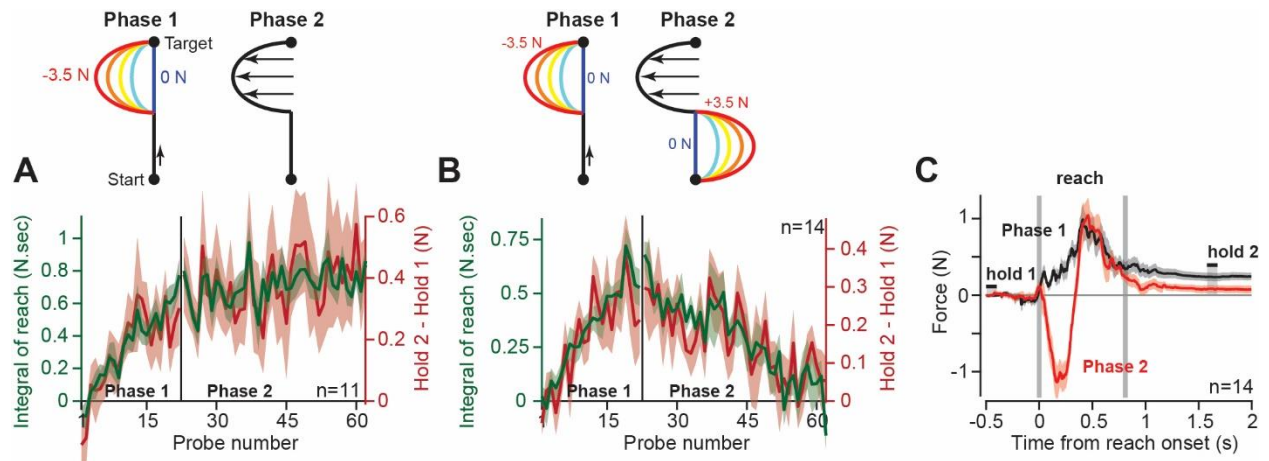 Phase 1
Phase 2
Target
-3.5 N
0 N
Start
Phase 1
Phase 2
-3.5 N
0 N
+3.5 N
0 N
A
Integral of reach (N.sec)
1
0.8
0.6
0.4
0.2
0
0.6
0.4
0.2
0
Hold 2 - Hold 1 (N)
Phase 1
Phase 2
n=11
1
15
30
45
60
Probe number
B
Integral of reach (N.sec)
0.75
0.5
0.25
0
n=14
0.4
0.3
0.2
0.1
0
Hold 2 - Hold 1 (N)
Phase 1
Phase 2
1
15
30
45
60
Probe number
C
reach
Force (N)
1
0
-1
Phase 1
hold 1
hold 2
Phase 2
n=14
-0.5
0
0.5
1
1.5
2
Time from reach onset (s)